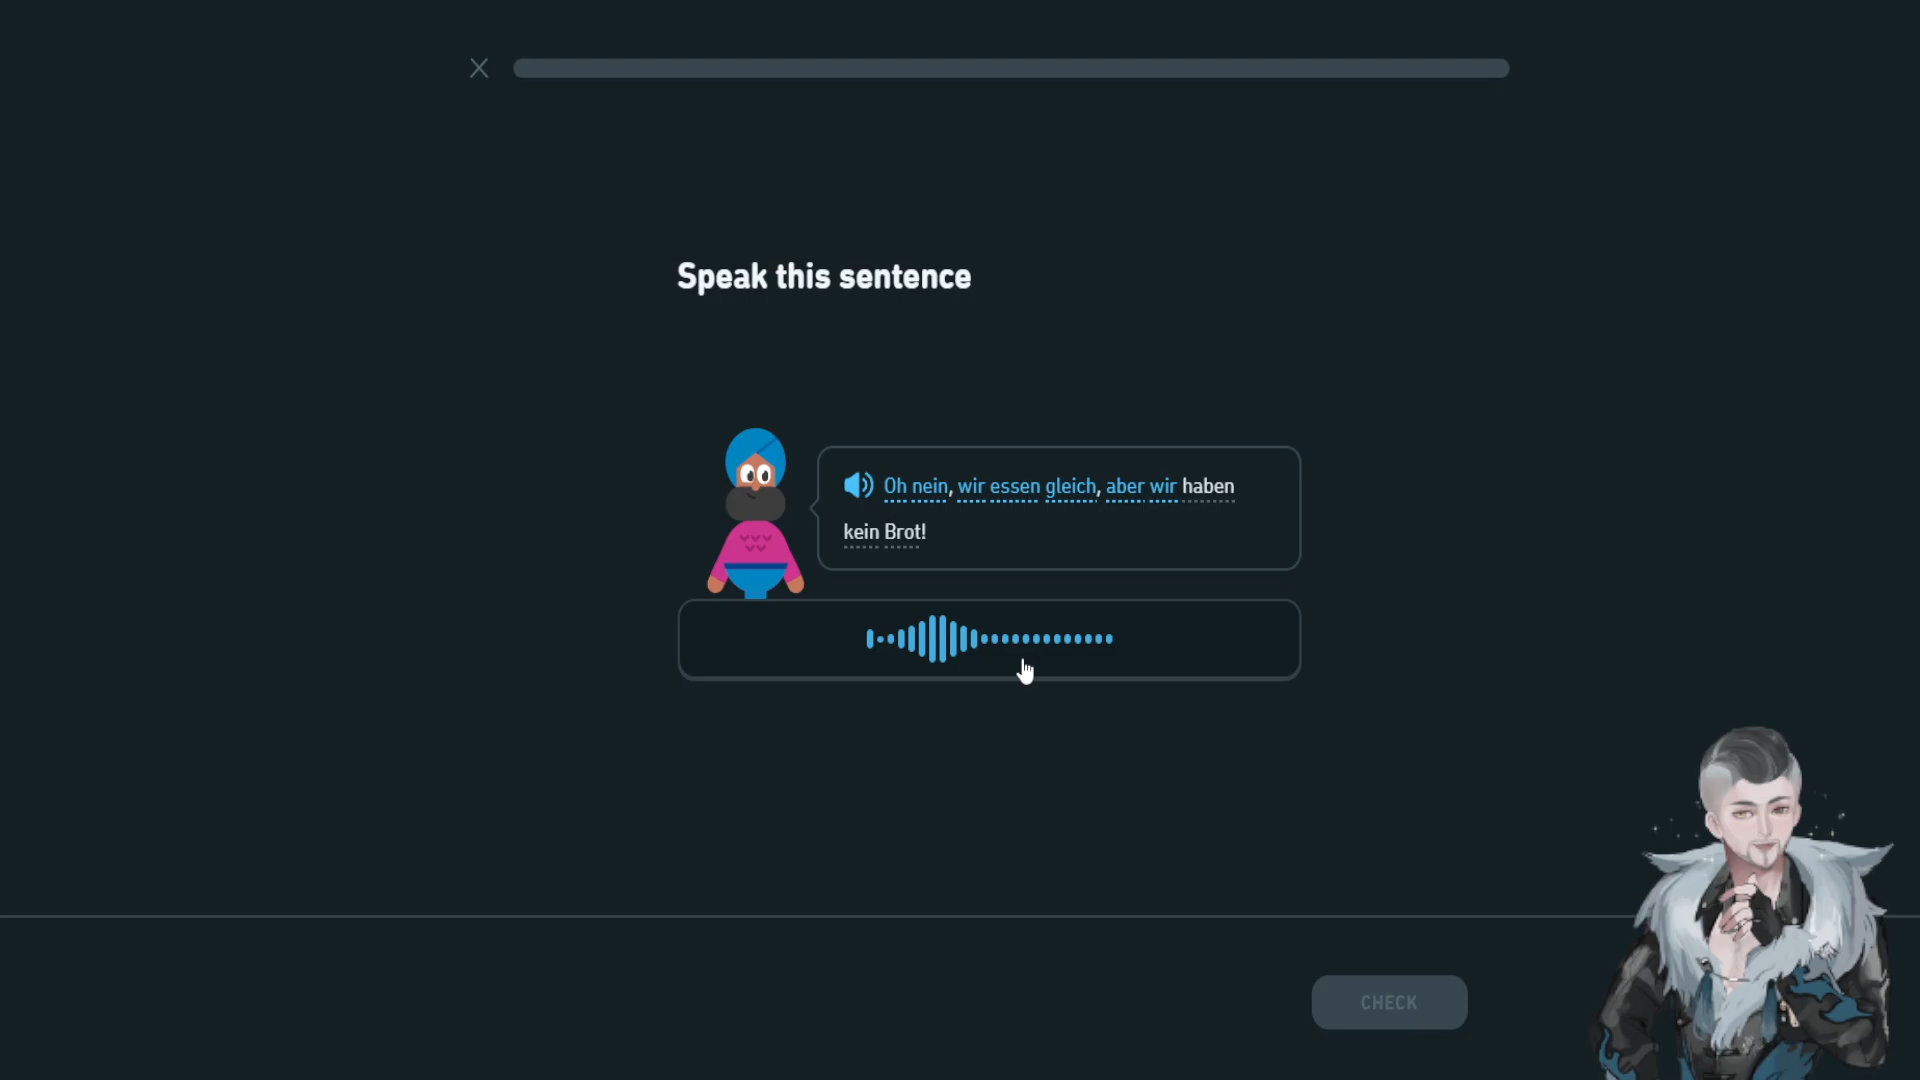 Speak this sentence
Oh nein, wir essen gleich, aber wir haben
kein Brot!
CHECK